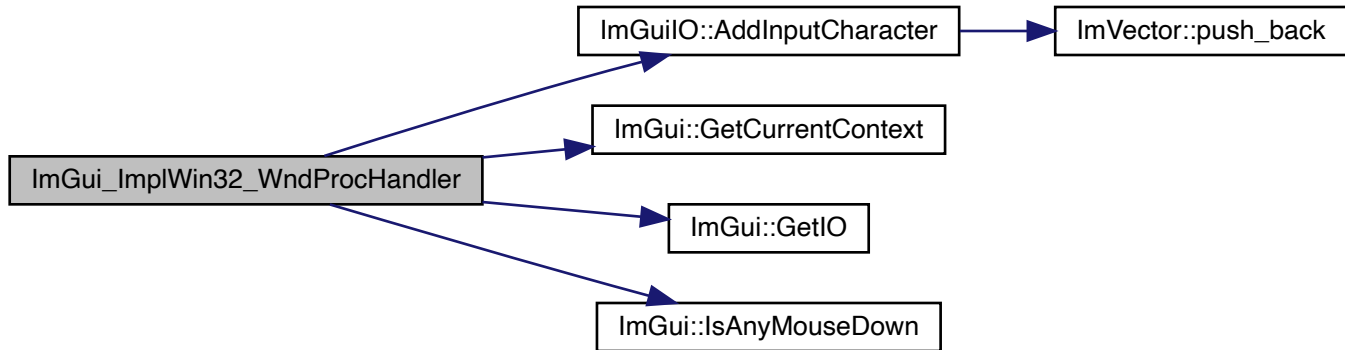 ImGuiIO::AddInputCharacter
ImVector::push_back
ImGui::GetCurrentContext
ImGui_ImplWin32_WndProcHandler
ImGui::GetIO
ImGui::IsAnyMouseDown